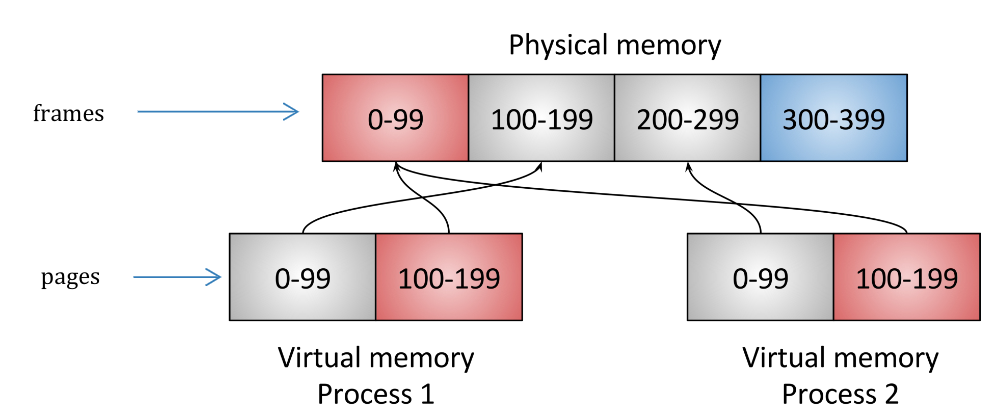 Physical memory
frames
0-99
100-199
200-299
300-399
pages
0-99
100-199
0-99
100-199
Virtual memory
Process 1
Virtual memory
Process 2